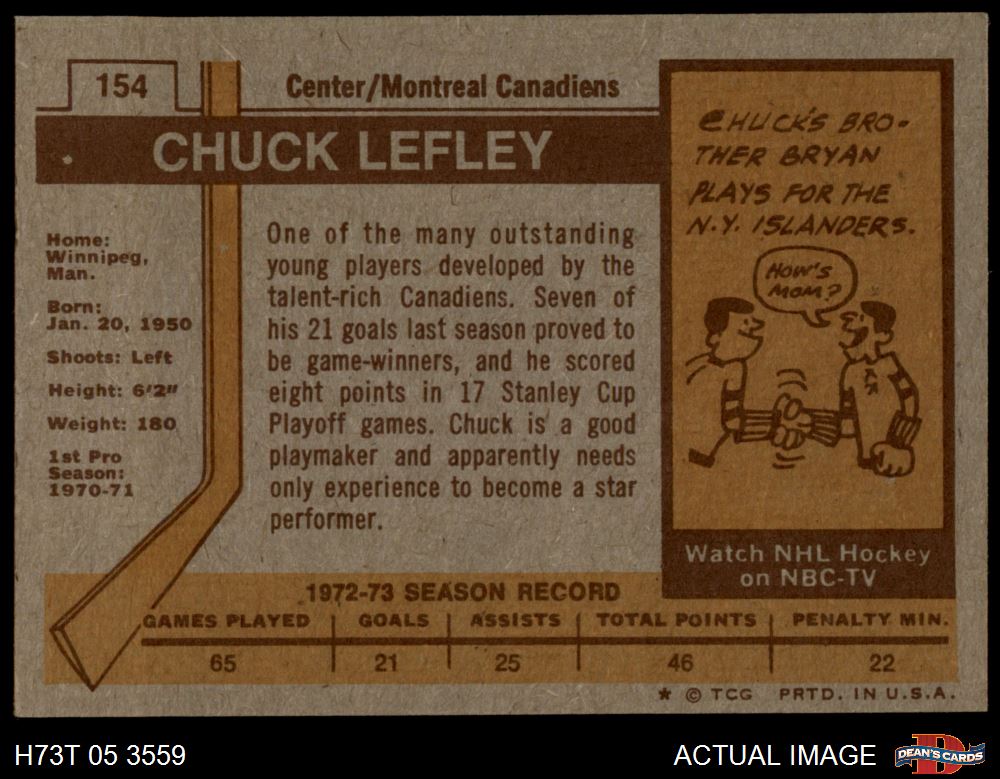 154
Center/Montreal Canadiens
CHUCK LEFLEY
Home:
Winnipeg,
Man.
Born:
Jan. 20, 1950
Shoots: Left
Height: 6'2"
Weight: 180
1st Pro
Season:
1970-71
One of the many outstanding
young players developed by the
talent-rich Canadiens. Seven of
his 21 goals last season proved to
be game-winners, and he scored
eight points in 17 Stanley Cup
Playoff games. Chuck is a good
playmaker and apparently needs
only experience to become a star
performer.
CHUCK'S BRO-
THER BRYAN
PLAYS FOR THE
N.Y. ISLANDERS.
HOW'S
MOM?
Watch NHL Hockey
on NBC-TV
1972-73 SEASON RECORD
GAMES PLAYED GOALS ASSISTS TOTAL POINTS PENALTY MIN.
65 21 25 46 22
* © TCG PRTD. IN U.S.A.
H73T 05 3559
ACTUAL IMAGE
DEAN'S CARDS